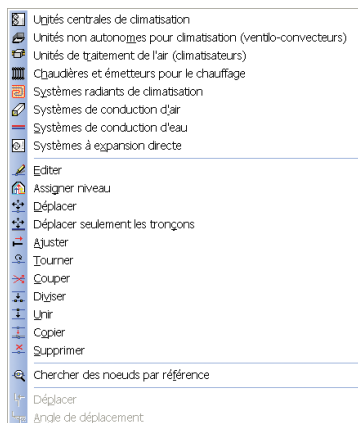 Unités centrales de climatisation
Unités non autonomes pour climatisation (ventilo-convecteurs)
Unités de traitement de l'air (climatisateurs)
Chaudières et émetteurs pour le chauffage
Systèmes radiants de climatisation
Systèmes de conduction d'air
Systèmes de conduction d'eau
Systèmes à expansion directe
Editer
Assigner niveau
Déplacer
Déplacer seulement les tronçons
Ajuster
Tourner
Couper
Diviser
Unir
Copier
Supprimer
Chercher des noeuds par référence
Déplacer
Angle de déplacement